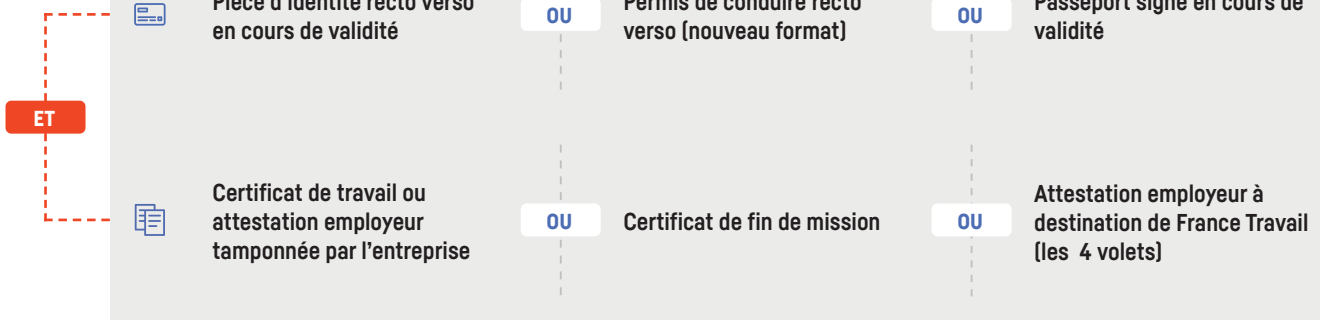 Pièce d'identité recto verso
en cours de validité
OU
Permis de conduire recto
verso (nouveau format)
OU
Passeport signé en cours de
validité
ET
Certificat de travail ou
attestation employeur
tamponnée par l'entreprise
OU
Certificat de fin de mission
OU
Attestation employeur à
destination de France Travail
(les 4 volets)